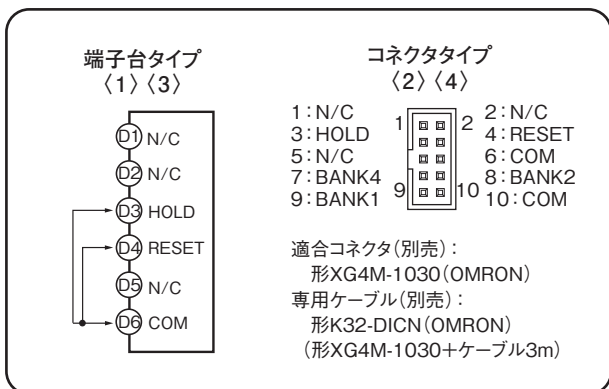 端子台タイプ
〈1〉〈3〉
D1 N/C
D2 N/C
D3 HOLD
D4 RESET
D5 N/C
D6 COM
コネクタタイプ
〈2〉〈4〉
1:N/C 1 2 2:N/C
3:HOLD 4:RESET
5:N/C 6:COM
7:BANK4 8:BANK2
9:BANK1 9 10 10:COM
適合コネクタ(別売):
形XG4M-1030(OMRON)
専用ケーブル(別売):
形K32-DICN(OMRON)
(形XG4M-1030+ケーブル3m)